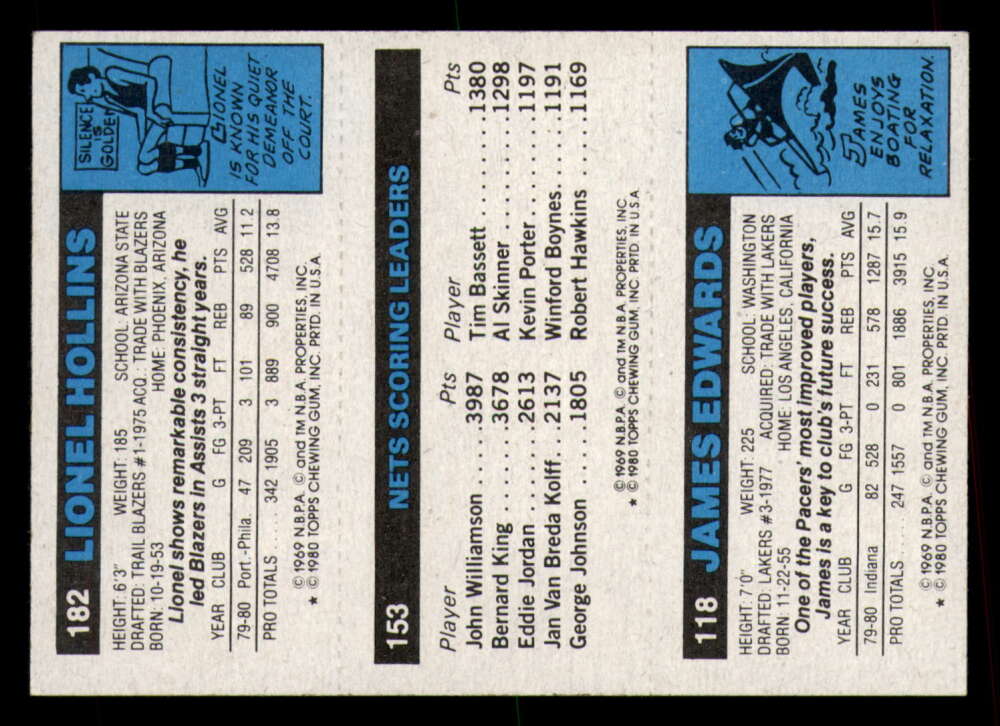 182 LIONEL HOLLINS
HEIGHT: 6'3" WEIGHT: 185 SCHOOL: ARIZONA STATE
DRAFTED: TRAIL BLAZERS #1-1975 ACQ.: TRADE WITH BLAZERS
BORN: 10-19-53 HOME: PHOENIX, ARIZONA
Lionel shows remarkable consistency, he
led Blazers in Assists 3 straight years.
YEAR CLUB G FG 3-PT FT REB PTS AVG
79-80 Port.-Phila. 47 209 3 101 89 528 11.2
PRO TOTALS ..... 342 1905 3 889 900 4708 13.8
© 1969 N.B.P.A. © and TM N.B.A. PROPERTIES, INC.
★ © 1980 TOPPS CHEWING GUM, INC. PRTD. IN U.S.A.
SILENCE
IS
GOLDEN
LIONEL
IS KNOWN
FOR HIS QUIET
DEMEANOR
OFF THE
COURT.
153 NETS SCORING LEADERS
Player Pts Player Pts
John Williamson ..... 3987 Tim Bassett ........ 1380
Bernard King ........ 3678 Al Skinner ......... 1298
Eddie Jordan ....... 2613 Kevin Porter....... 1197
Jan Van Breda Kolff... 2137 Winford Boynes.... 1191
George Johnson ..... 1805 Robert Hawkins .... 1169
© 1969 N.B.P.A. © and TM N.B.A. PROPERTIES, INC.
★ © 1980 TOPPS CHEWING GUM, INC. PRTD. IN U.S.A.
118 JAMES EDWARDS
HEIGHT: 7'0" WEIGHT: 225 SCHOOL: WASHINGTON
DRAFTED: LAKERS #3-1977 ACQUIRED: TRADE WITH LAKERS
BORN: 11-22-55 HOME: LOS ANGELES, CALIFORNIA
One of the Pacers' most improved players,
James is a key to club's future success.
YEAR CLUB G FG 3-PT FT REB PTS AVG
79-80 Indiana 82 528 0 231 578 1287 15.7
PRO TOTALS .... 247 1557 0 801 1886 3915 15.9
© 1969 N.B.P.A. © and TM N.B.A. PROPERTIES, INC.
★ © 1980 TOPPS CHEWING GUM, INC. PRTD. IN U.S.A.
JAMES
ENJOYS
BOATING
FOR
RELAXATION.